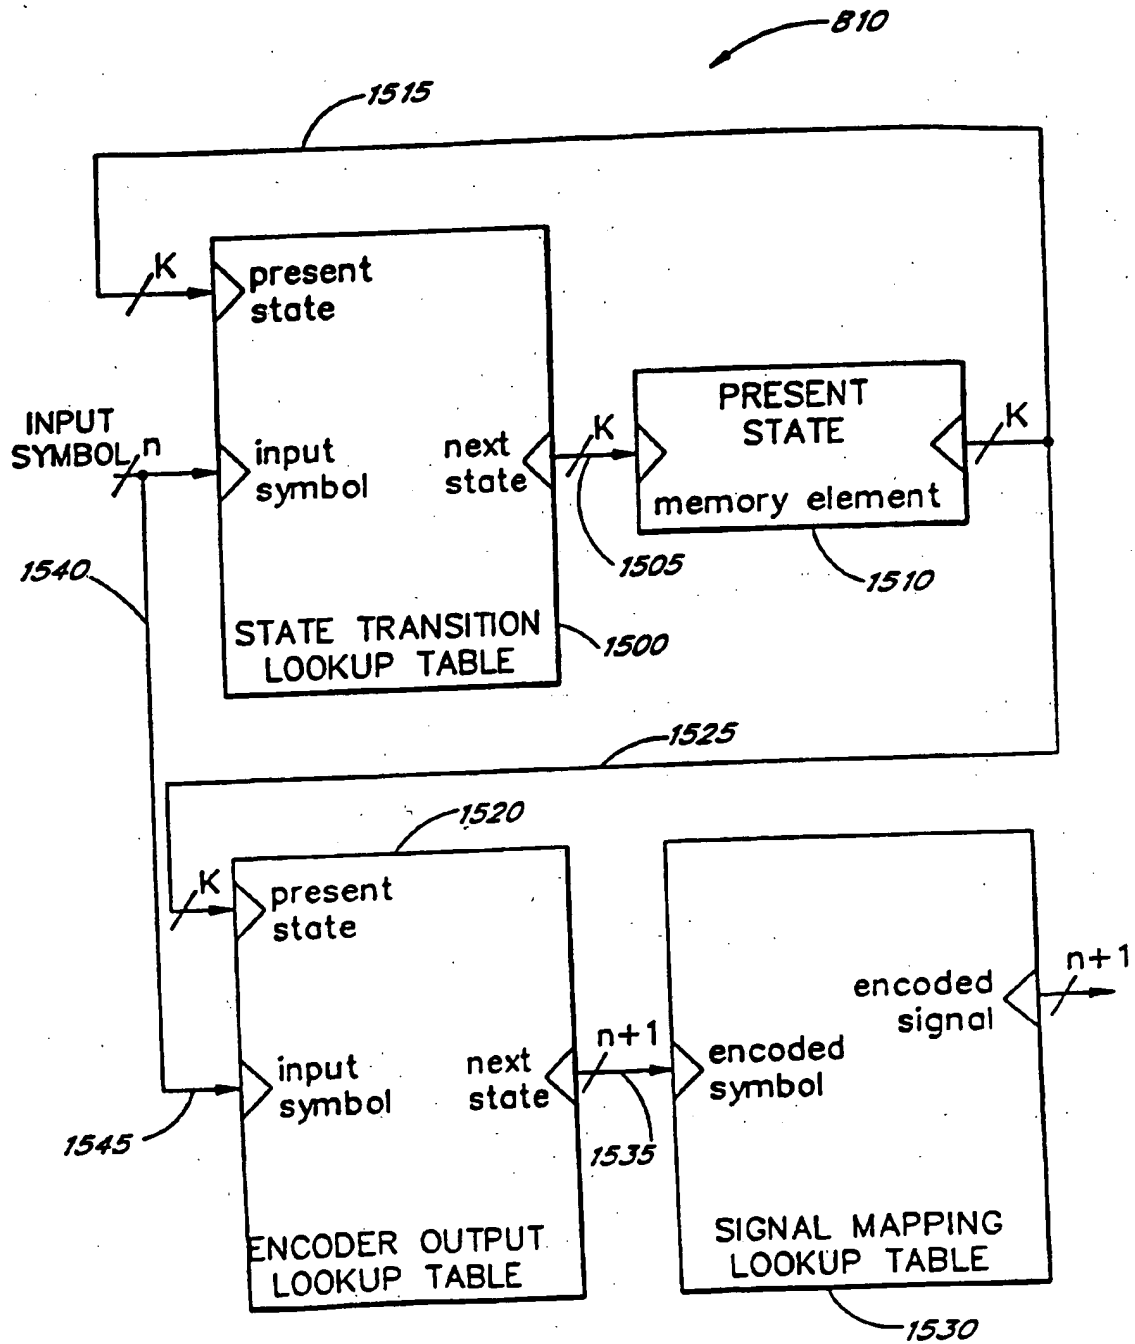 810
1515
K
present
state
INPUT
SYMBOL
n
input
symbol
next
state
K
PRESENT
STATE
memory element
K
1505
1510
1540
STATE TRANSITION
LOOKUP TABLE
1500
1525
1520
K
present
state
input
symbol
next
state
n+1
encoded
symbol
encoded
signal
n+1
1545
1535
ENCODER OUTPUT
LOOKUP TABLE
SIGNAL MAPPING
LOOKUP TABLE
1530